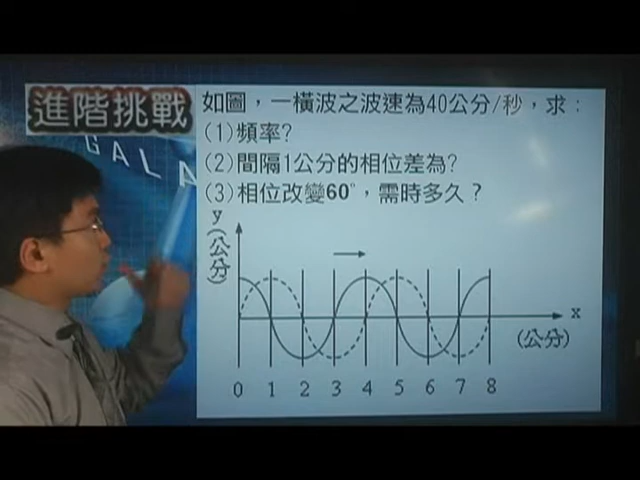 進階挑戰
GALA
如圖，一橫波之波速為40公分/秒，求：
(1)頻率?
(2)間隔1公分的相位差為?
(3)相位改變60°，需時多久？
y
(公分)
x
(公分)
0 1 2 3 4 5 6 7 8